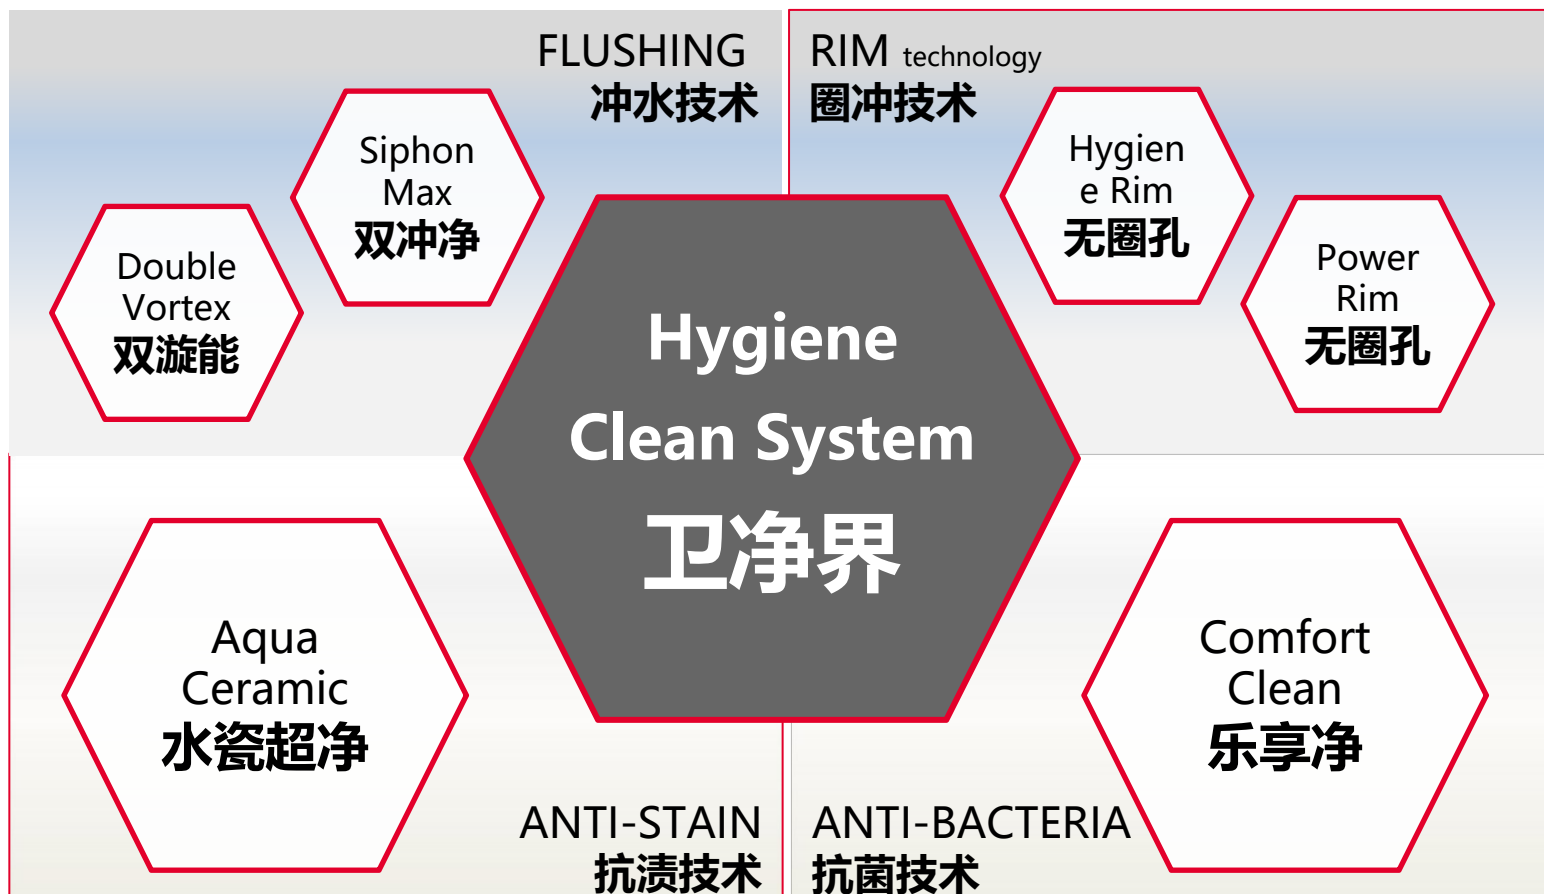 FLUSHING
冲水技术
Siphon
Max
双冲净
Double
Vortex
双漩能
RIM technology
圈冲技术
Hygien
e Rim
无圈孔
Power
Rim
无圈孔
Hygiene
Clean System
卫净界
Aqua
Ceramic
水瓷超净
ANTI-STAIN
抗渍技术
Comfort
Clean
乐享净
ANTI-BACTERIA
抗菌技术